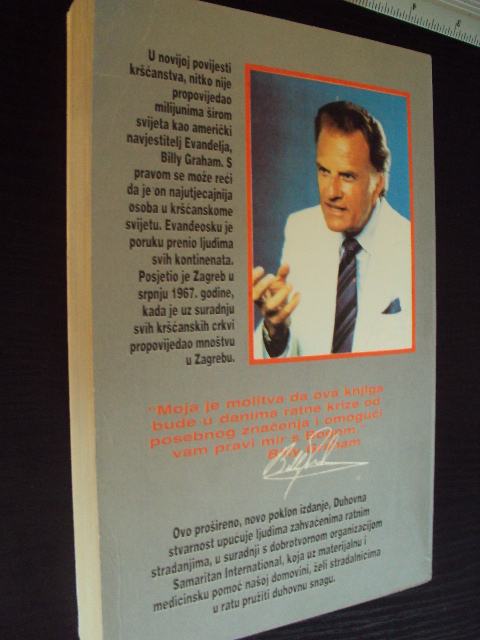 U novijoj povijesti
kršćanstva, nitko nije
propovijedao
milijunima širom
svijeta kao američki
navjestitelj Evanđelja,
Billy Graham. S
pravom se može reći
da je on najutjecajnija
osoba u kršćanskome
svijetu. Evanđeosku je
poruku prenio ljudima
svih kontinenata.
Posjetio je Zagreb u
srpnju 1967. godine,
kada je uz suradnju
svih kršćanskih crkvi
propovijedao mnoštvu
u Zagrebu.
"Moja je molitva da ova knjiga
bude u danima ratne krize od
posebnog značenja i omogući
vam pravi mir s Bogom."
Billy Graham
Ovo prošireno, novo poklon izdanje, Duhovna
stvarnost upućuje ljudima zahvaćenima ratnim
stradanjima, u suradnji s dobrotvornom organizacijom
Samaritan International, koja uz materijalnu i
medicinsku pomoć našoj domovini, želi stradalnicima
u ratu pružiti duhovnu snagu.